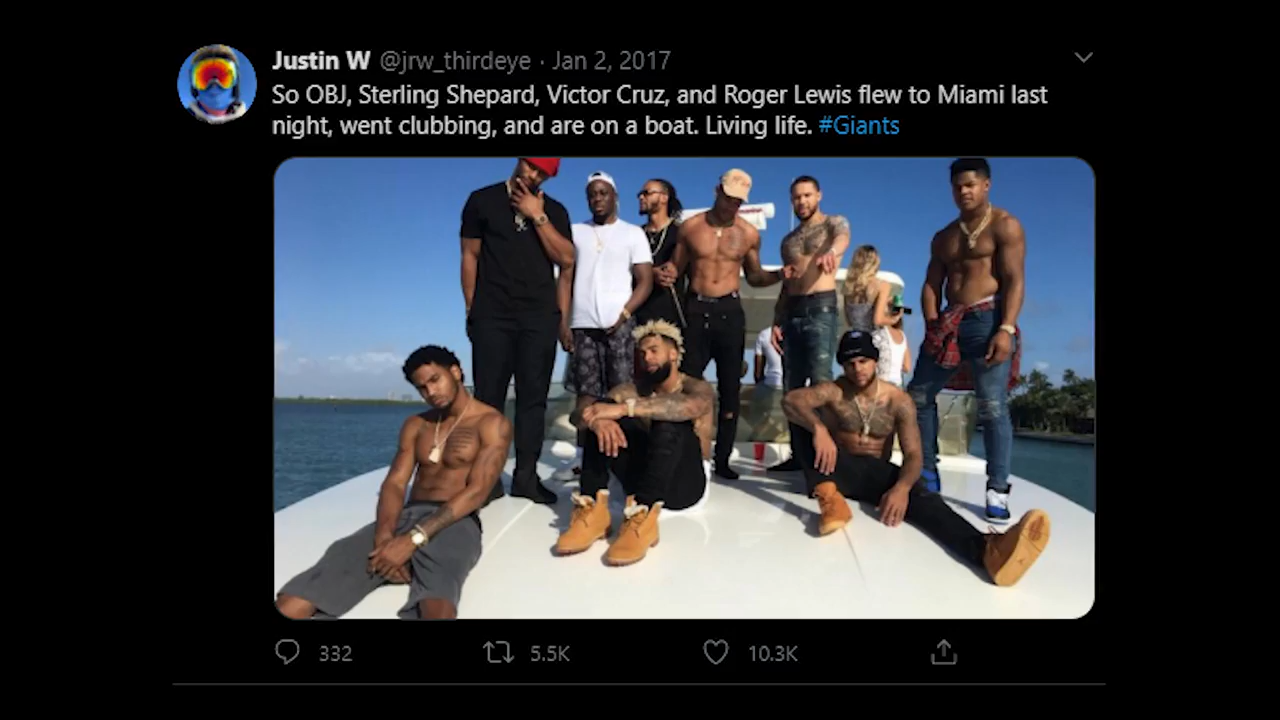 Justin W @jrw_thirdeye · Jan 2, 2017
So OBJ, Sterling Shepard, Victor Cruz, and Roger Lewis flew to Miami last
night, went clubbing, and are on a boat. Living life. #Giants
332 5.5K 10.3K